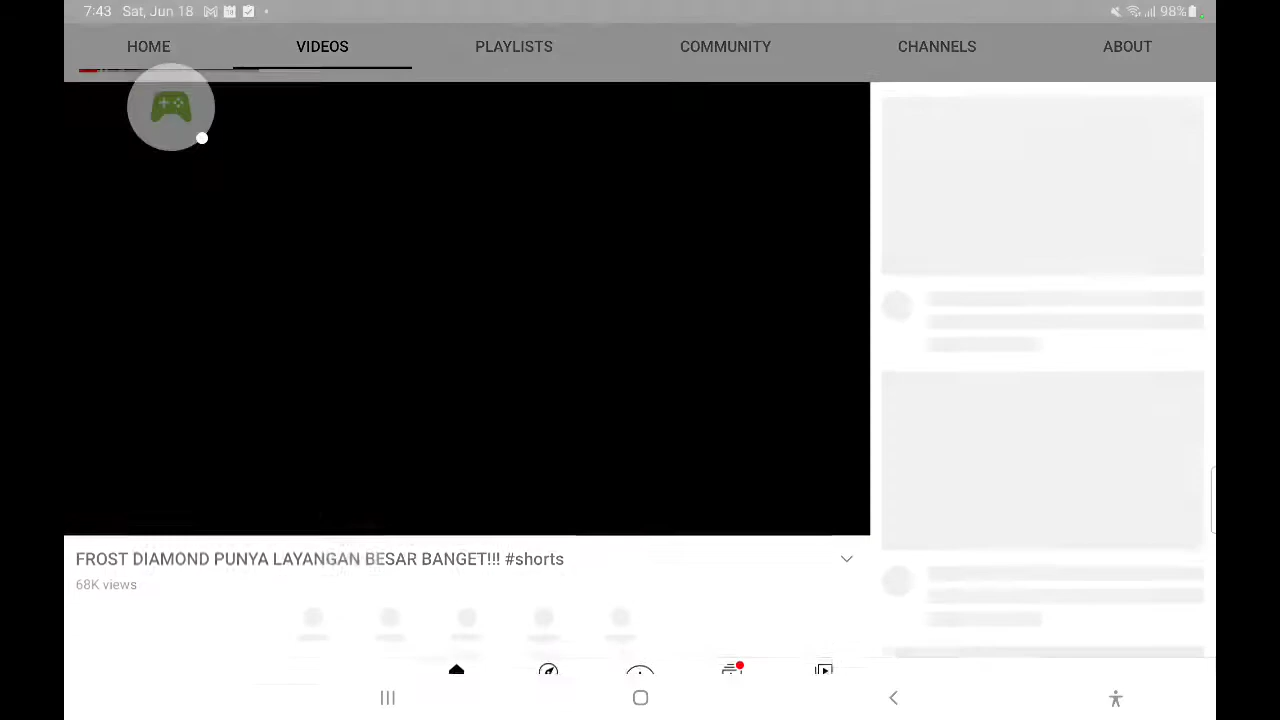 7:43 Sat, Jun 18 98%
HOME VIDEOS PLAYLISTS COMMUNITY CHANNELS ABOUT
FROST DIAMOND PUNYA LAYANGAN BESAR BANGET!!! #shorts
68K views